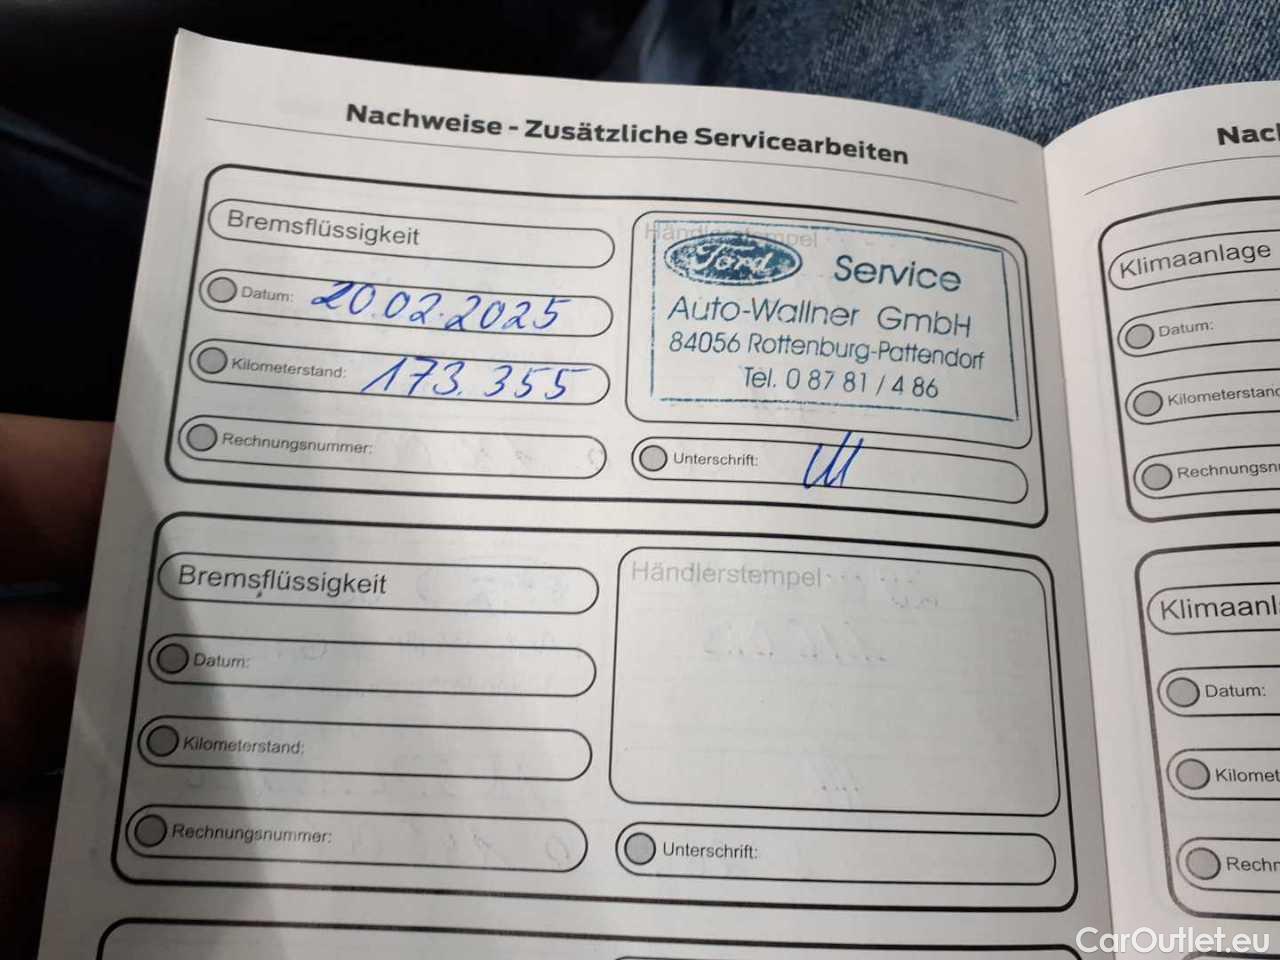 Nachweise - Zusätzliche Servicearbeiten
Bremsflüssigkeit
Datum: 20.02.2025
Kilometerstand: 173.355
Rechnungsnummer:
Händlerstempel
Ford Service
Auto-Wallner GmbH
84056 Rottenburg-Pattendorf
Tel. 0 87 81 / 4 86
Unterschrift:
Bremsflüssigkeit
Datum:
Kilometerstand:
Rechnungsnummer:
Händlerstempel
Unterschrift:
Nacl
Klimaanlage
Datum:
Kilometerstand
Rechnungsn
Klimaanl
Datum:
Kilomet
Rechn
CarOutlet.eu